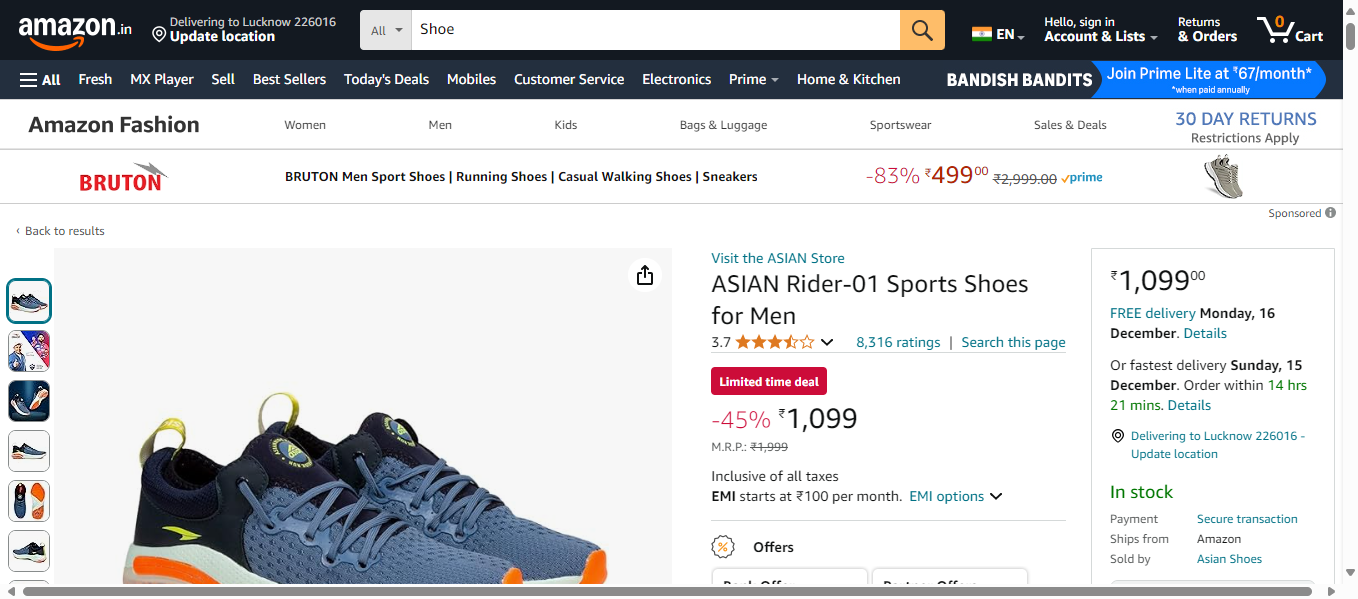 amazon.in
Delivering to Lucknow 226016
Update location
All
Shoe
EN
Hello, sign in
Account & Lists
Returns
& Orders
0
Cart
All
Fresh
MX Player
Sell
Best Sellers
Today's Deals
Mobiles
Customer Service
Electronics
Prime
Home & Kitchen
BANDISH BANDITS
Join Prime Lite at ₹67/month*
*when paid annually
Amazon Fashion
Women
Men
Kids
Bags & Luggage
Sportswear
Sales & Deals
30 DAY RETURNS
Restrictions Apply
BRUTON
BRUTON Men Sport Shoes | Running Shoes | Casual Walking Shoes | Sneakers
-83% ₹49900 ₹2,999.00 prime
Sponsored
‹ Back to results
Visit the ASIAN Store
ASIAN Rider-01 Sports Shoes
for Men
3.7
8,316 ratings | Search this page
Limited time deal
-45% ₹1,099
M.R.P.: ₹1,999
Inclusive of all taxes
EMI starts at ₹100 per month. EMI options
Offers
₹1,09900
FREE delivery Monday, 16
December. Details
Or fastest delivery Sunday, 15
December. Order within 14 hrs
21 mins. Details
Delivering to Lucknow 226016 -
Update location
In stock
Payment
Secure transaction
Ships from
Amazon
Sold by
Asian Shoes